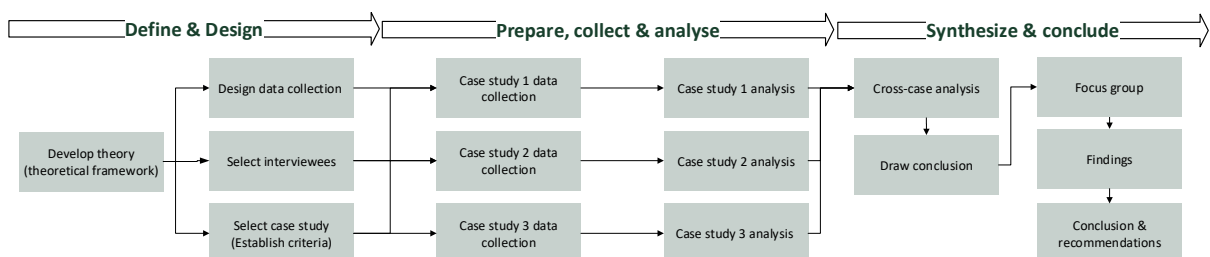 Define & Design
Prepare, collect & analyse
Synthesize & conclude
Develop theory
(theoretical framework)
Design data collection
Select interviewees
Select case study
(Establish criteria)
Case study 1 data
collection
Case study 2 data
collection
Case study 3 data
collection
Case study 1 analysis
Case study 2 analysis
Case study 3 analysis
Cross-case analysis
Draw conclusion
Focus group
Findings
Conclusion &
recommendations